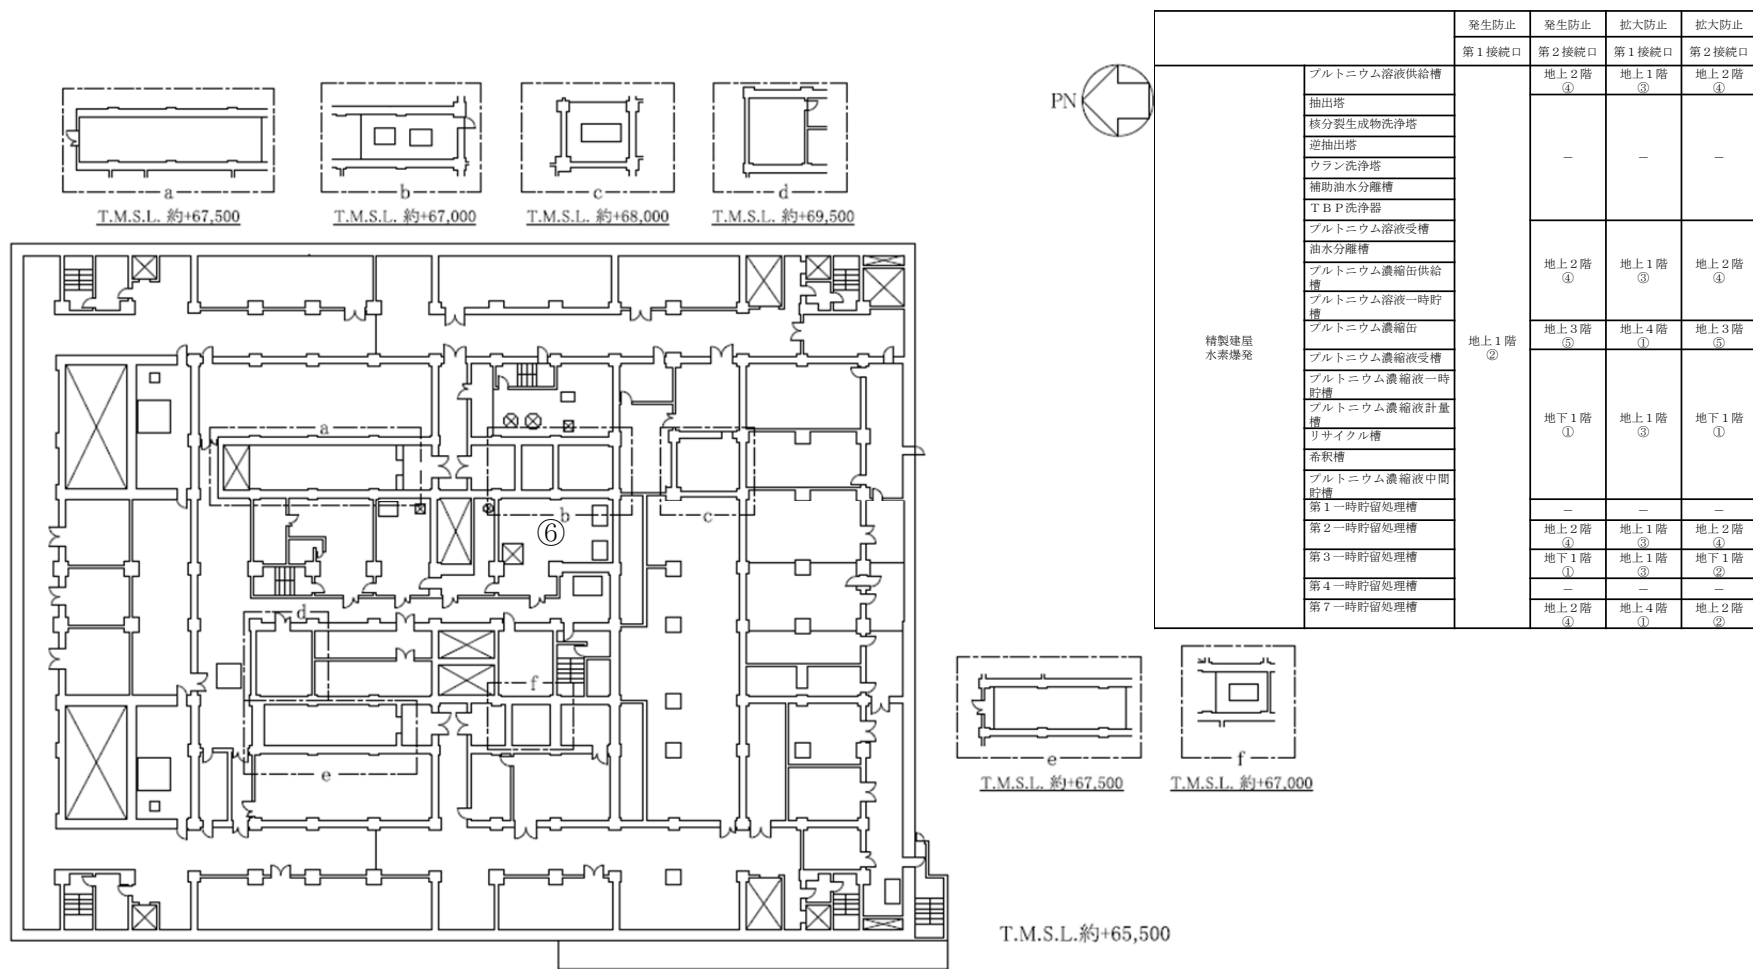 a
T.M.S.L. 約+67,500
b
T.M.S.L. 約+67,000
c
T.M.S.L. 約+68,000
d
T.M.S.L. 約+69,500
PN
発生防止 発生防止 拡大防止 拡大防止
第1接続口 第2接続口 第1接続口 第2接続口
精製建屋
水素爆発
地上1階
②
プルトニウム溶液供給槽 地上2階 地上1階 地上2階
④ ③ ④
抽出塔
核分裂生成物洗浄塔
逆抽出塔
ウラン洗浄塔
補助油水分離槽
TBP洗浄器
− − −
プルトニウム溶液受槽
油水分離槽
プルトニウム濃縮缶供給
槽
プルトニウム溶液一時貯
槽
地上2階 地上1階 地上2階
④ ③ ④
プルトニウム濃縮缶 地上3階 地上4階 地上3階
⑤ ① ⑤
プルトニウム濃縮液受槽
プルトニウム濃縮液一時
貯槽
プルトニウム濃縮液計量
槽
リサイクル槽
希釈槽
プルトニウム濃縮液中間
貯槽
地下1階 地上1階 地下1階
① ③ ①
第1一時貯留処理槽 − − −
第2一時貯留処理槽 地上2階 地上1階 地上2階
④ ③ ④
第3一時貯留処理槽 地下1階 地上1階 地下1階
① ③ ②
第4一時貯留処理槽 − − −
第7一時貯留処理槽 地上2階 地上4階 地上2階
④ ① ②
a
b
c
⑥
d
f
e
e
T.M.S.L. 約+67,500
f
T.M.S.L. 約+67,000
T.M.S.L.約+65,500